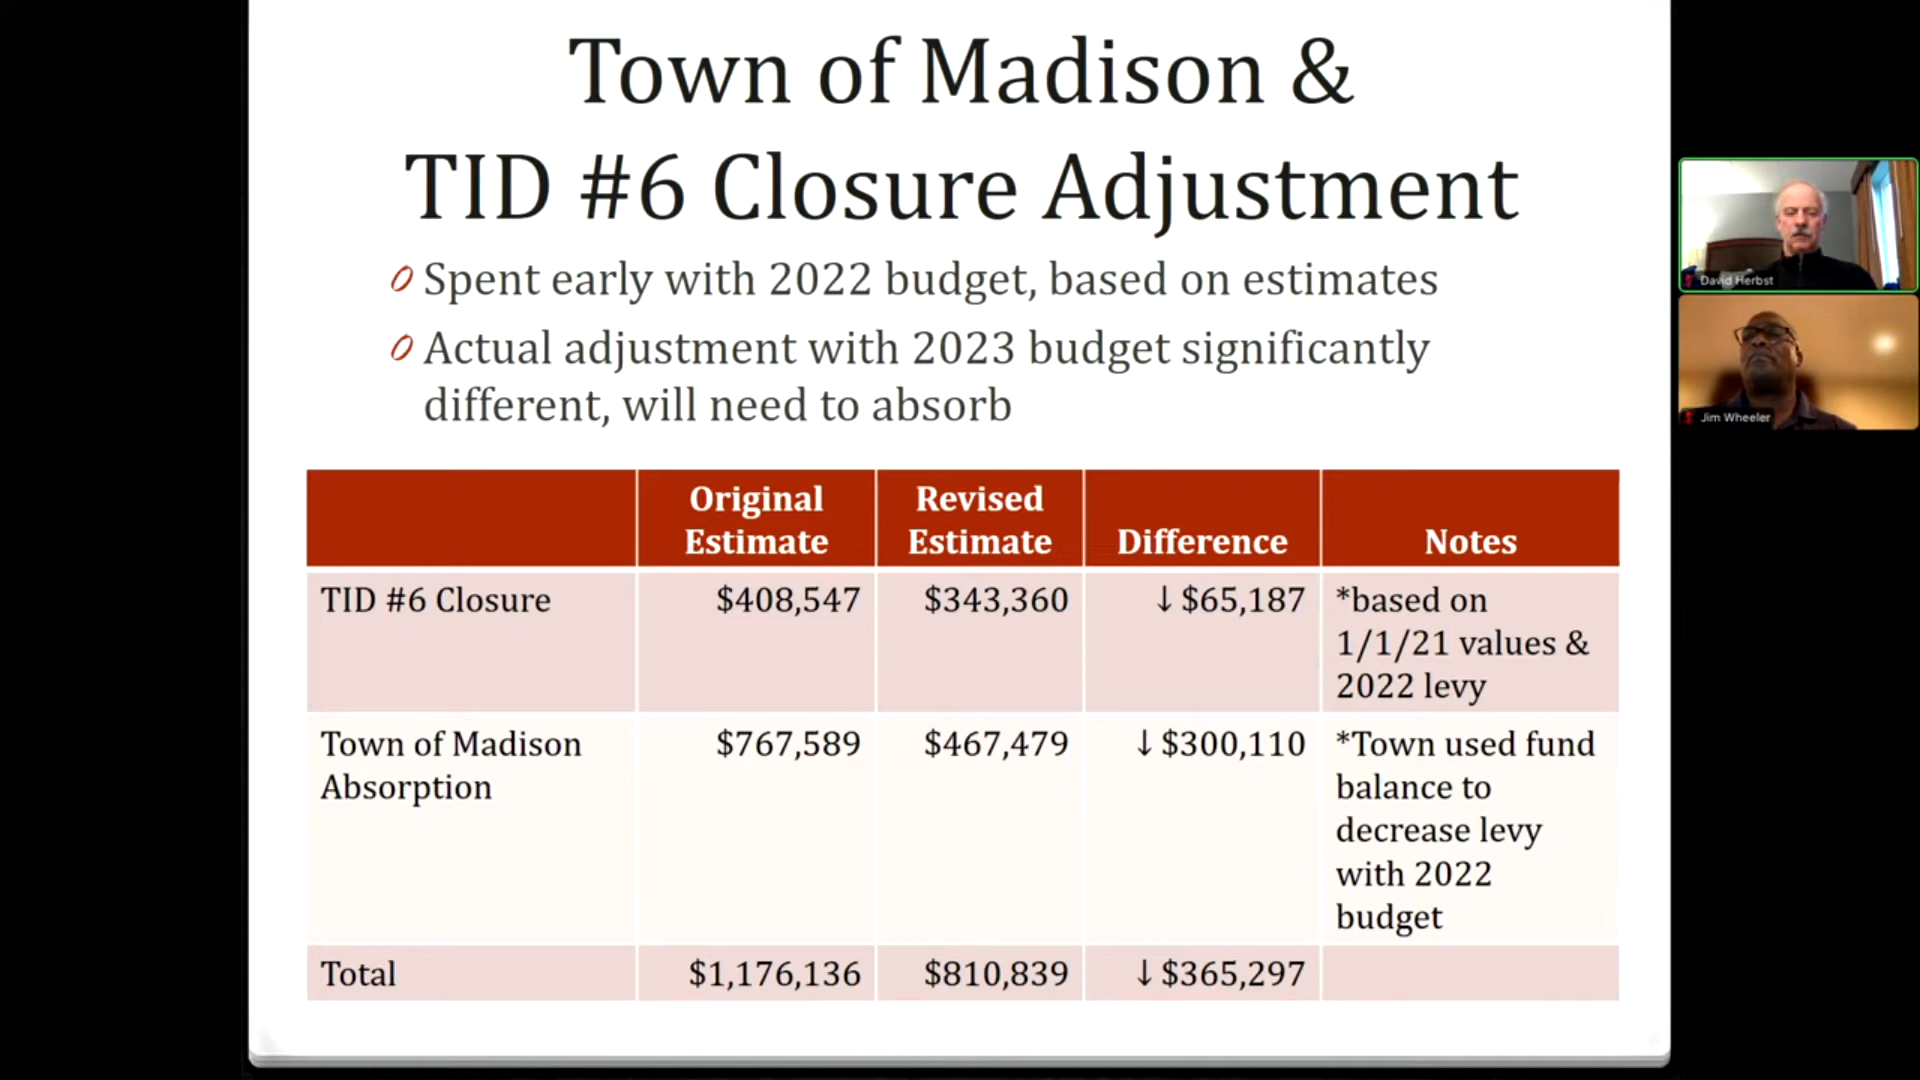 Town of Madison &
TID #6 Closure Adjustment
Spent early with 2022 budget, based on estimates
Actual adjustment with 2023 budget significantly
different, will need to absorb
Original Estimate Revised Estimate Difference Notes
TID #6 Closure $408,547 $343,360 ↓ $65,187 *based on
1/1/21 values &
2022 levy
Town of Madison Absorption $767,589 $467,479 ↓ $300,110 *Town used fund
balance to
decrease levy
with 2022
budget
Total $1,176,136 $810,839 ↓ $365,297
David Herbst
Jim Wheeler